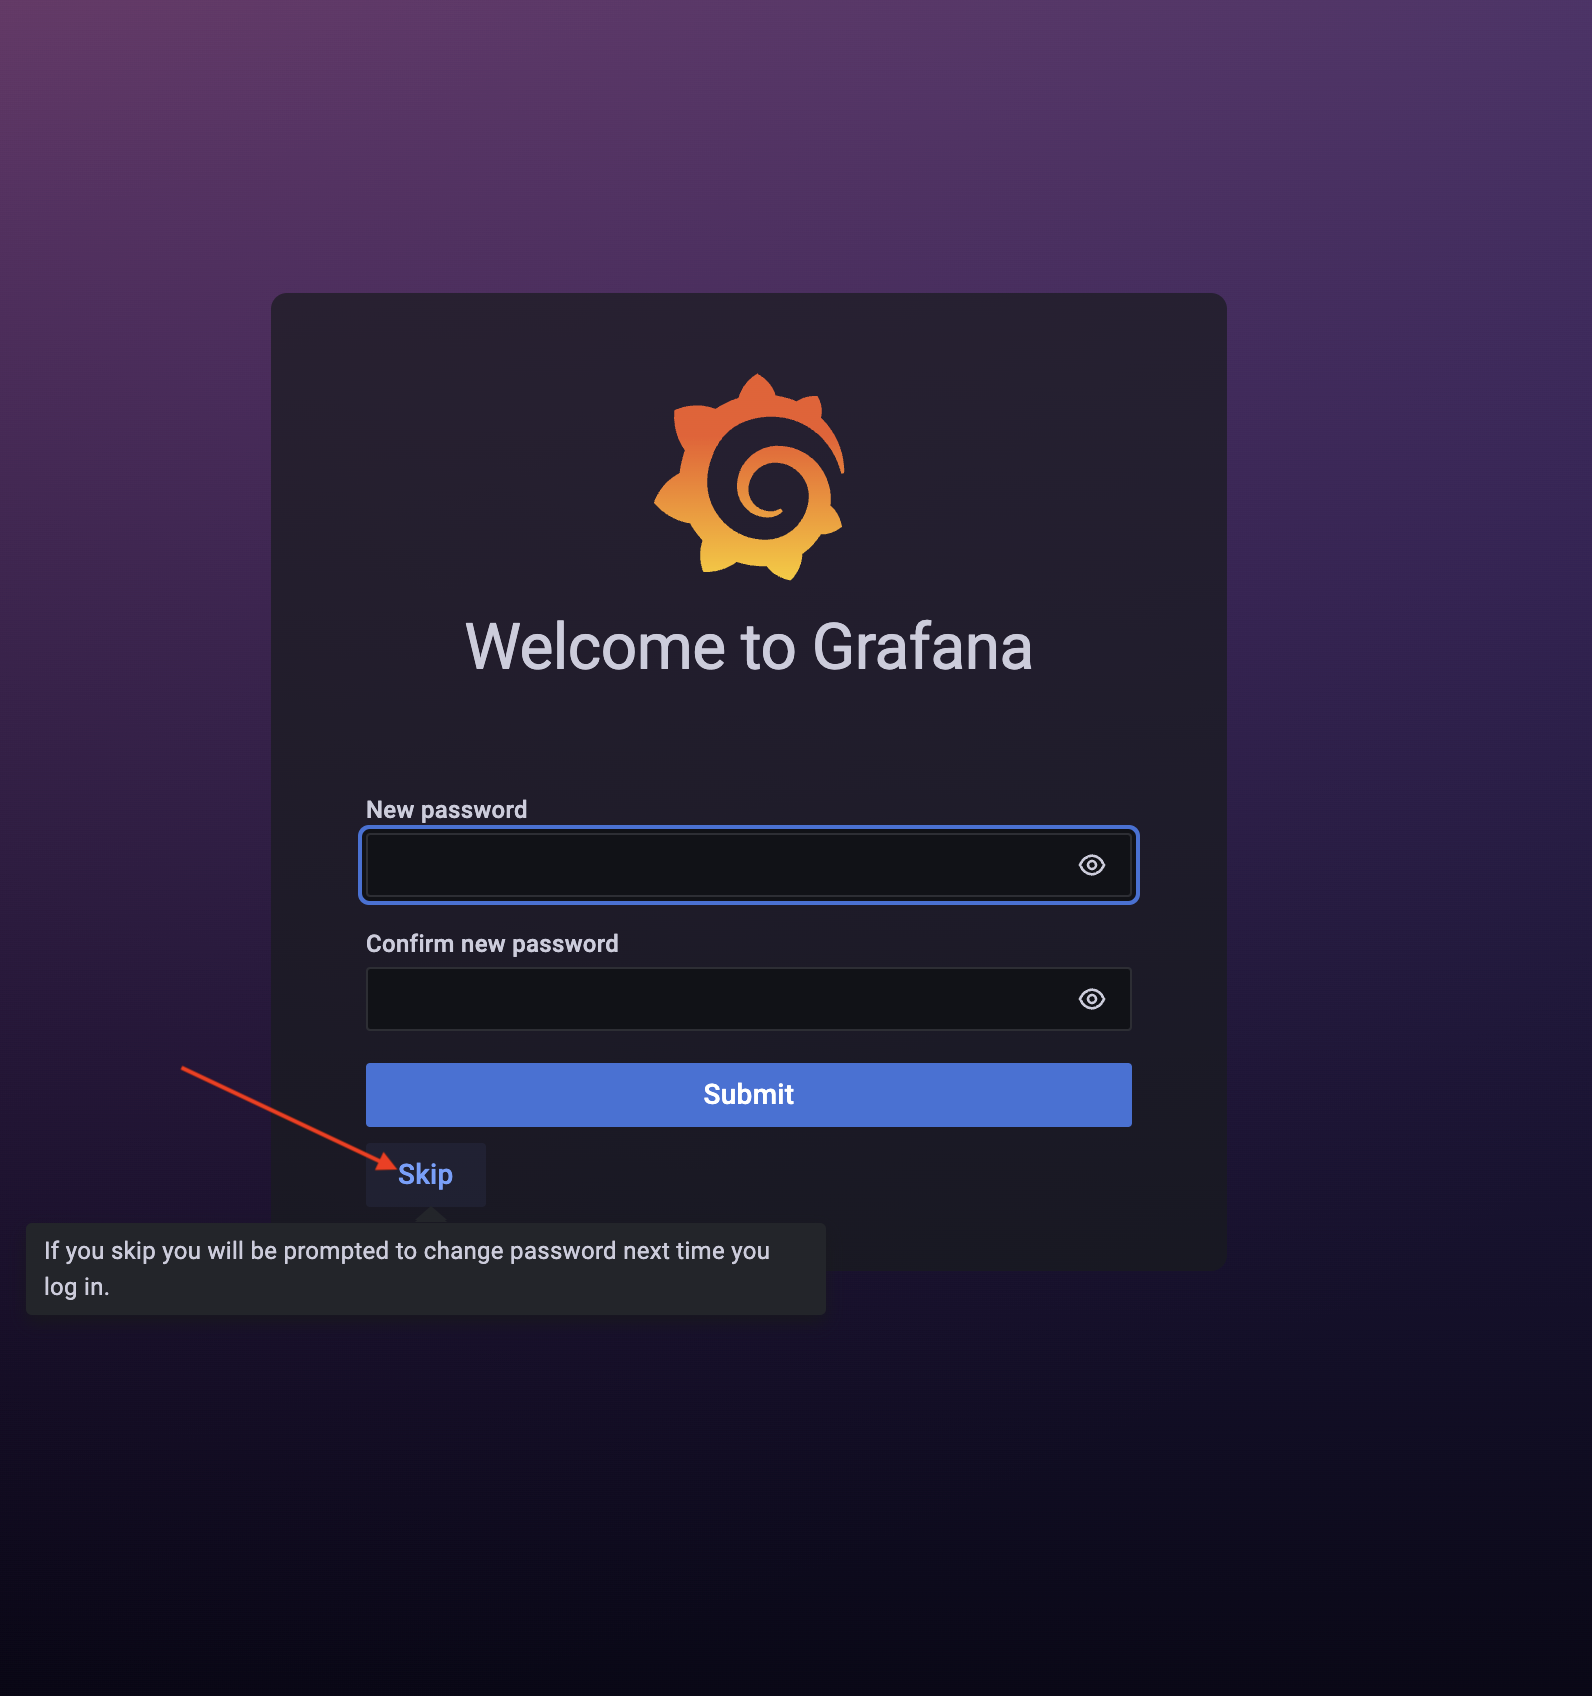 Welcome to Grafana
New password
Confirm new password
Submit
Skip
If you skip you will be prompted to change password next time you
log in.